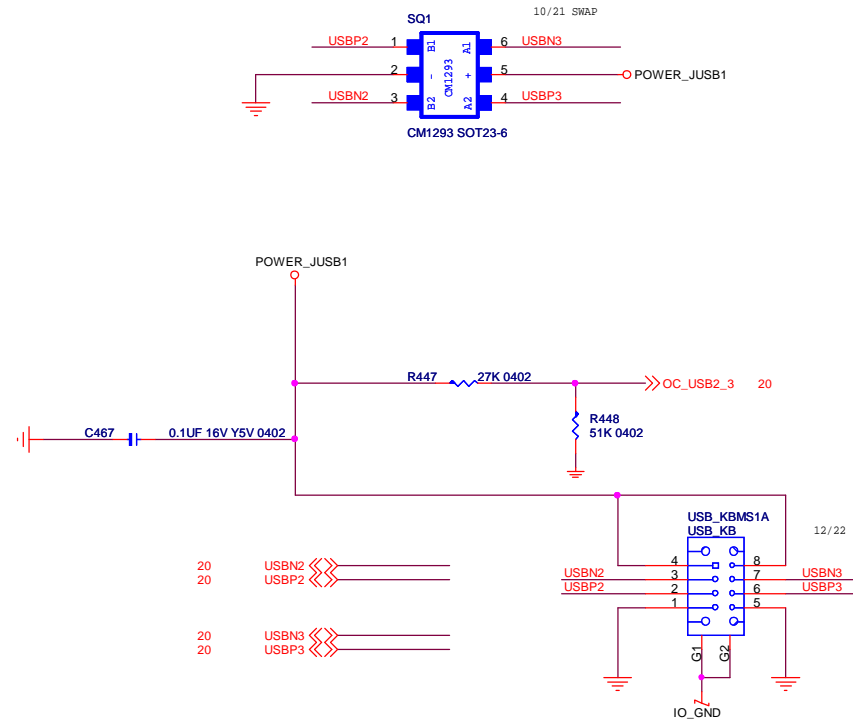 10/21 SWAP
SQ1
USBP2 1 B1 A1 6 USBN3
2 - CM1293 + 5 POWER_JUSB1
USBN2 3 B2 A2 4 USBP3
CM1293 SOT23-6
POWER_JUSB1
R447 27K 0402 OC_USB2_3 20
R448
51K 0402
C467 0.1UF 16V Y5V 0402
USB_KBMS1A
USB_KB 12/22
4 8
20 USBN2 USBN2 3 7 USBN3
20 USBP2 USBP2 2 6 USBP3
1 5
20 USBN3
20 USBP3
G1 G2
IO_GND